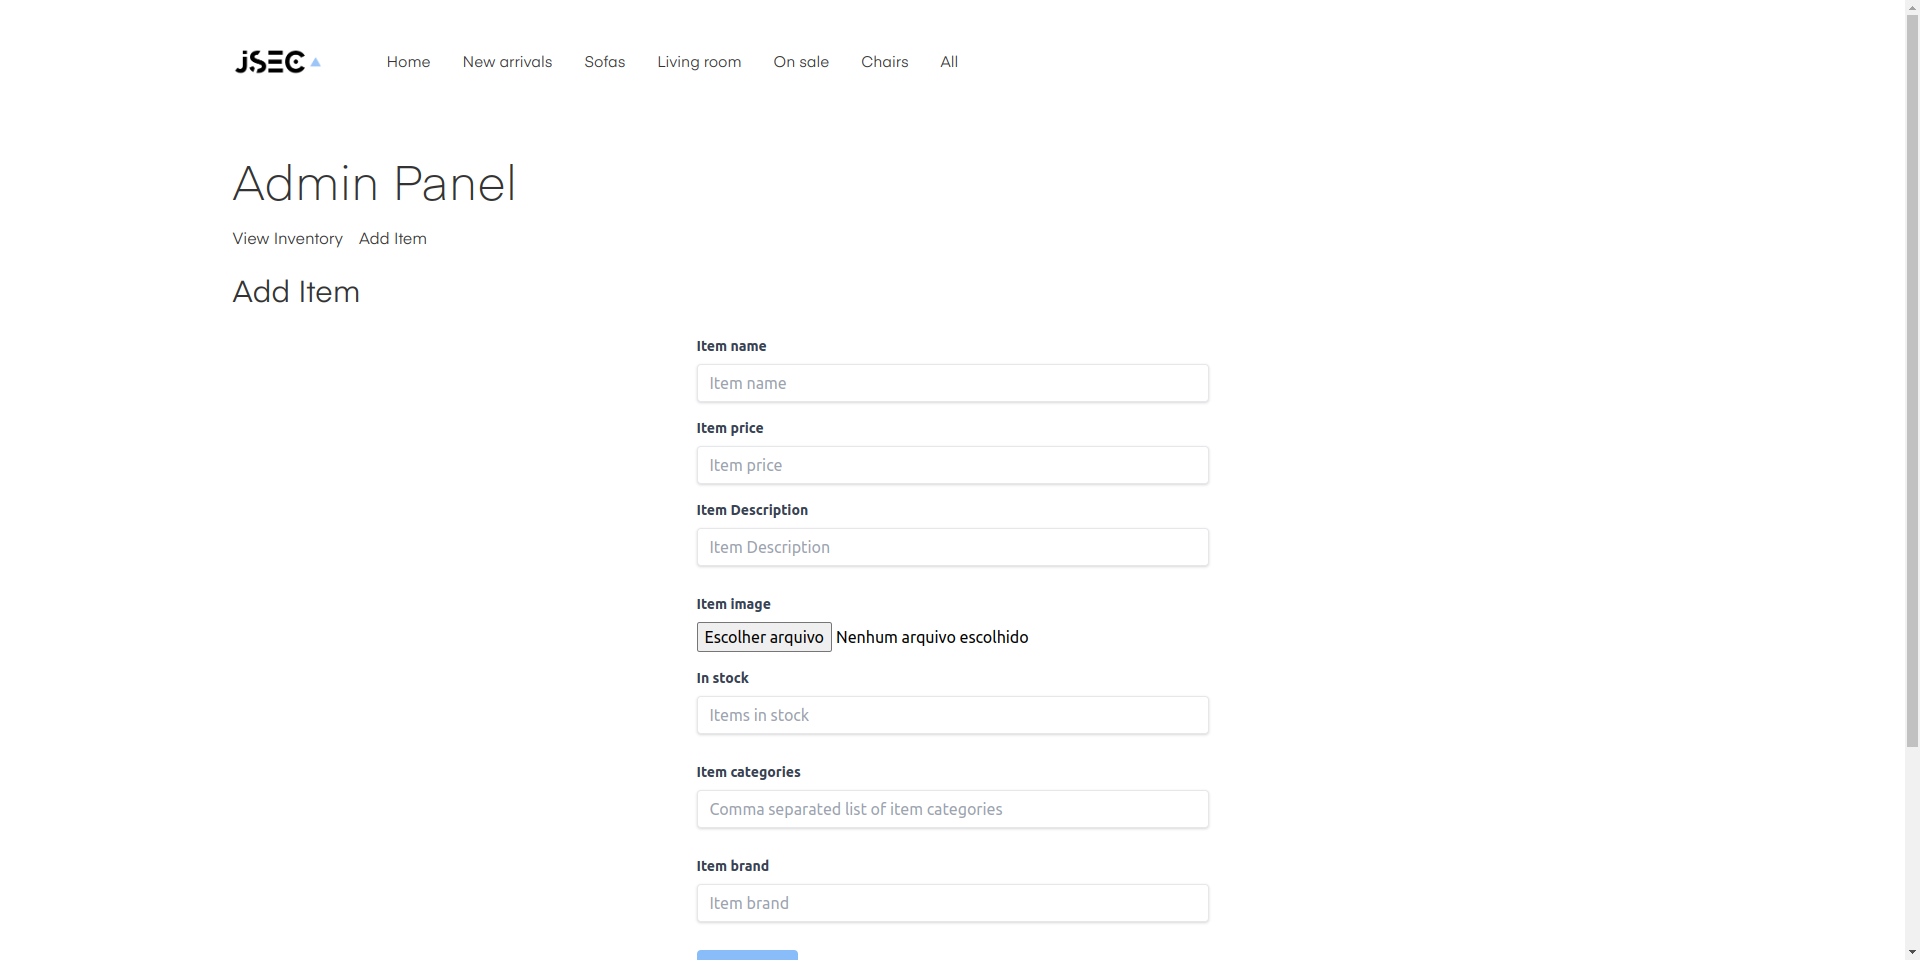 jSEC
Home New arrivals Sofas Living room On sale Chairs All
Admin Panel
View Inventory Add Item
Add Item
Item name
Item name
Item price
Item price
Item Description
Item Description
Item image
Escolher arquivo Nenhum arquivo escolhido
In stock
Items in stock
Item categories
Comma separated list of item categories
Item brand
Item brand